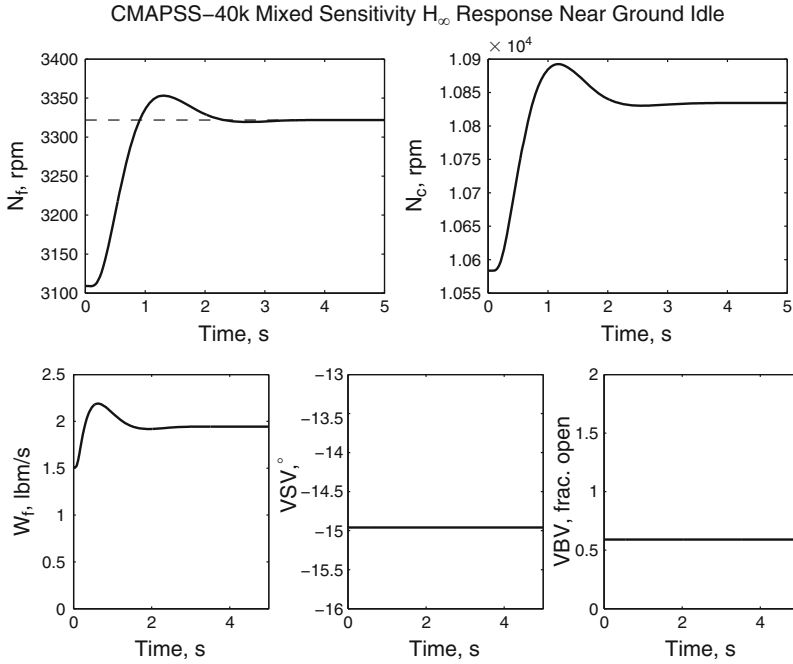 CMAPSS−40k Mixed Sensitivity H∞ Response Near Ground Idle
3400
3350
3300
3250
3200
3150
3100
N_f, rpm
0 1 2 3 4 5
Time, s
× 10⁴
1.09
1.085
1.08
1.075
1.07
1.065
1.06
1.055
N_c, rpm
0 1 2 3 4 5
Time, s
2.5
2
1.5
1
0.5
0
W_f, lbm/s
0 2 4
Time, s
−13
−13.5
−14
−14.5
−15
−15.5
−16
VSV,°
0 2 4
Time, s
2
1.5
1
0.5
0
VBV, frac. open
0 2 4
Time, s